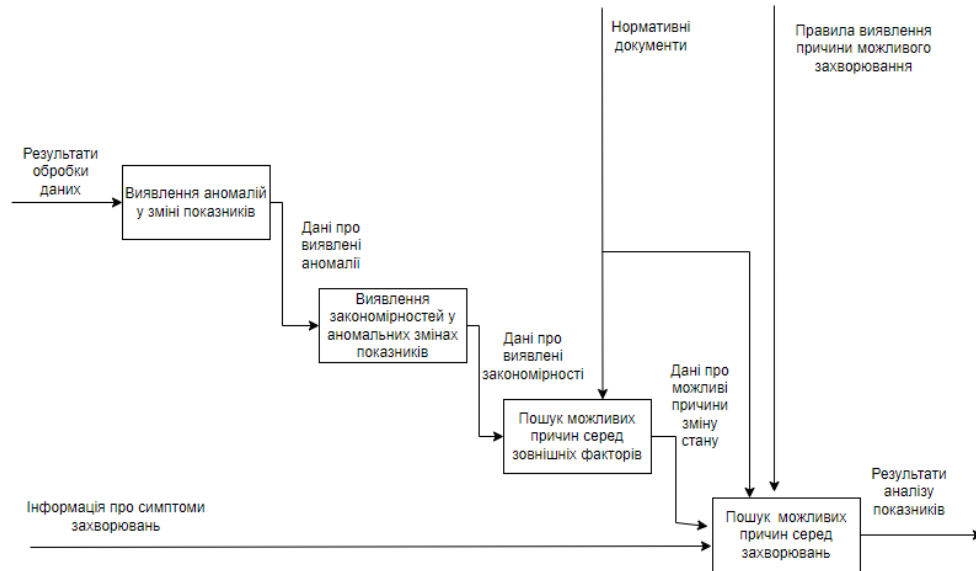 Нормативні
документи
Правила виявлення
причини можливого
захворювання
Результати
обробки
даних
Виявлення аномалій
у зміні показників
Дані про
виявлені
аномалії
Виявлення
закономірностей у
аномальних змінах
показників
Дані про
виявлені
закономірності
Дані про
можливі
причини
зміну
стану
Пошук можливих
причин серед
зовнішніх факторів
Результати
аналізу
показників
Інформація про симптоми
захворювань
Пошук можливих
причин серед
захворювань